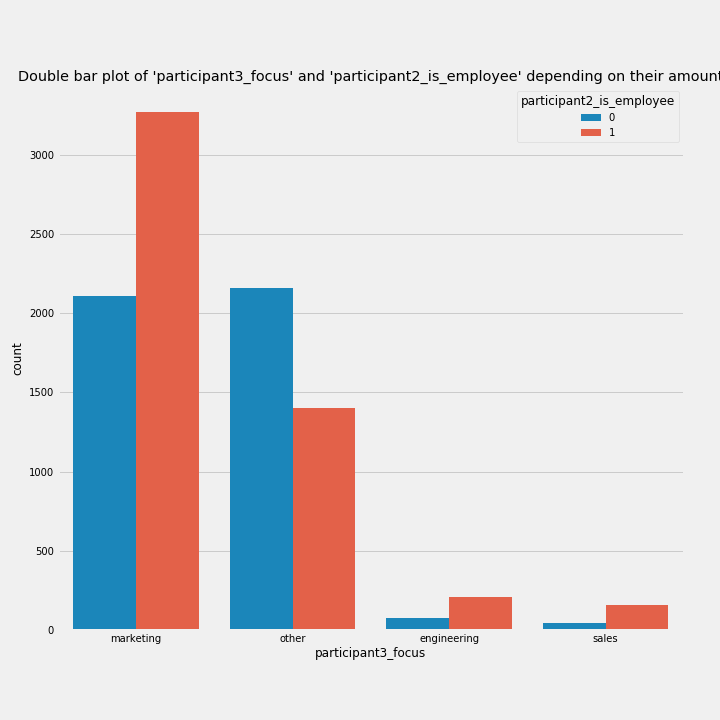 Double bar plot of 'participant3_focus' and 'participant2_is_employee' depending on their amount
participant2_is_employee
0
1
3000
2500
2000
1500
1000
500
0
count
marketing other engineering sales
participant3_focus